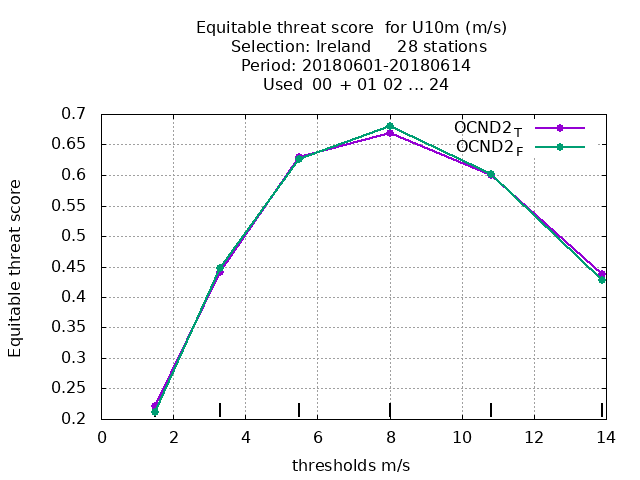 Equitable threat score  for U10m (m/s)
Selection: Ireland     28 stations
Period: 20180601-20180614
Used  00 + 01 02 ... 24
OCND2T
OCND2F
Equitable threat score
0.7
0.65
0.6
0.55
0.5
0.45
0.4
0.35
0.3
0.25
0.2
0 2 4 6 8 10 12 14
thresholds m/s